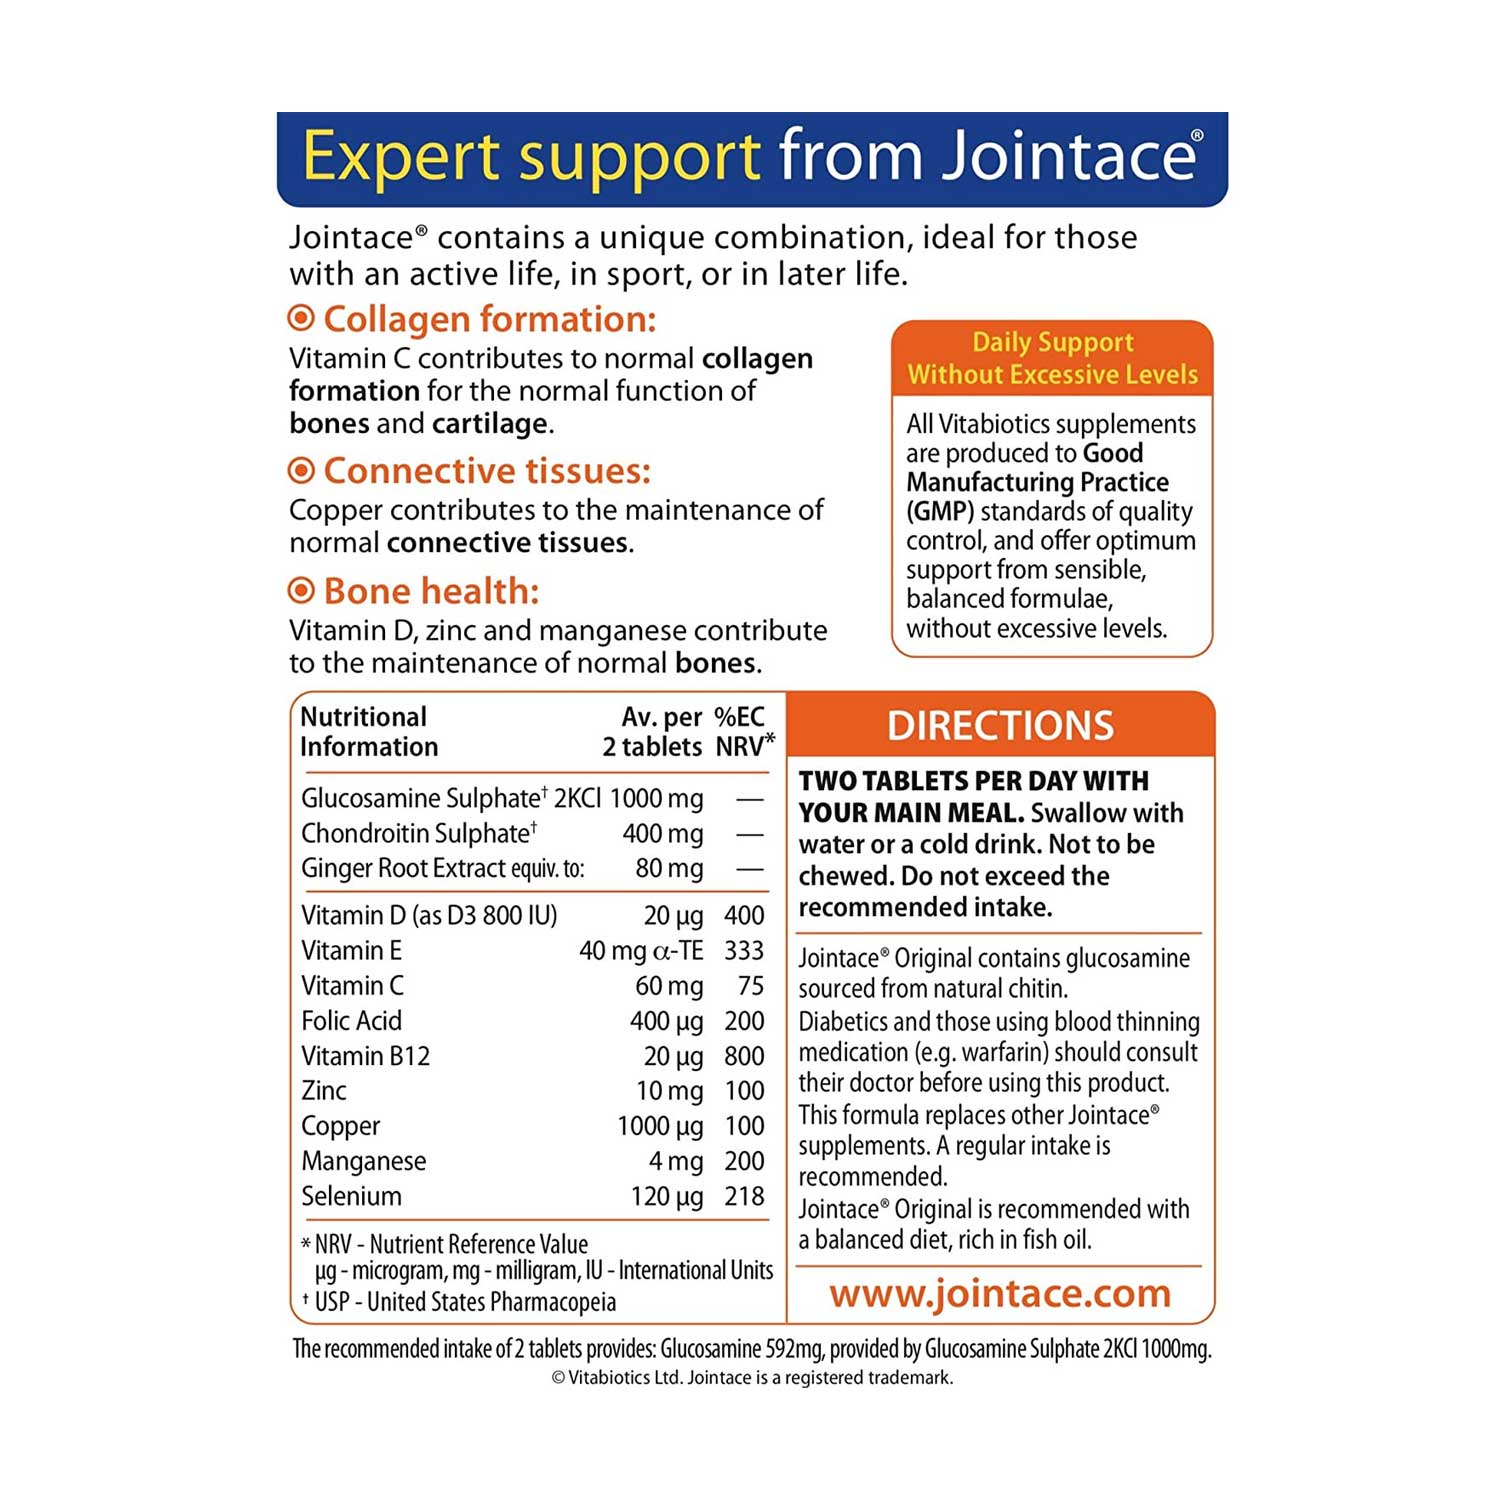 Expert support from Jointace®
Jointace® contains a unique combination, ideal for those
with an active life, in sport, or in later life.
Collagen formation:
Vitamin C contributes to normal collagen
formation for the normal function of
bones and cartilage.
Connective tissues:
Copper contributes to the maintenance of
normal connective tissues.
Bone health:
Vitamin D, zinc and manganese contribute
to the maintenance of normal bones.
Daily Support
Without Excessive Levels
All Vitabiotics supplements
are produced to Good
Manufacturing Practice
(GMP) standards of quality
control, and offer optimum
support from sensible,
balanced formulae,
without excessive levels.
Nutritional Av. per %EC
Information 2 tablets NRV*
Glucosamine Sulphate† 2KCl 1000 mg —
Chondroitin Sulphate† 400 mg —
Ginger Root Extract equiv. to: 80 mg —
Vitamin D (as D3 800 IU) 20 µg 400
Vitamin E 40 mg α-TE 333
Vitamin C 60 mg 75
Folic Acid 400 µg 200
Vitamin B12 20 µg 800
Zinc 10 mg 100
Copper 1000 µg 100
Manganese 4 mg 200
Selenium 120 µg 218
* NRV - Nutrient Reference Value
µg - microgram, mg - milligram, IU - International Units
† USP - United States Pharmacopeia
DIRECTIONS
TWO TABLETS PER DAY WITH
YOUR MAIN MEAL. Swallow with
water or a cold drink. Not to be
chewed. Do not exceed the
recommended intake.
Jointace® Original contains glucosamine
sourced from natural chitin.
Diabetics and those using blood thinning
medication (e.g. warfarin) should consult
their doctor before using this product.
This formula replaces other Jointace®
supplements. A regular intake is
recommended.
Jointace® Original is recommended with
a balanced diet, rich in fish oil.
www.jointace.com
The recommended intake of 2 tablets provides: Glucosamine 592mg, provided by Glucosamine Sulphate 2KCl 1000mg.
© Vitabiotics Ltd. Jointace is a registered trademark.